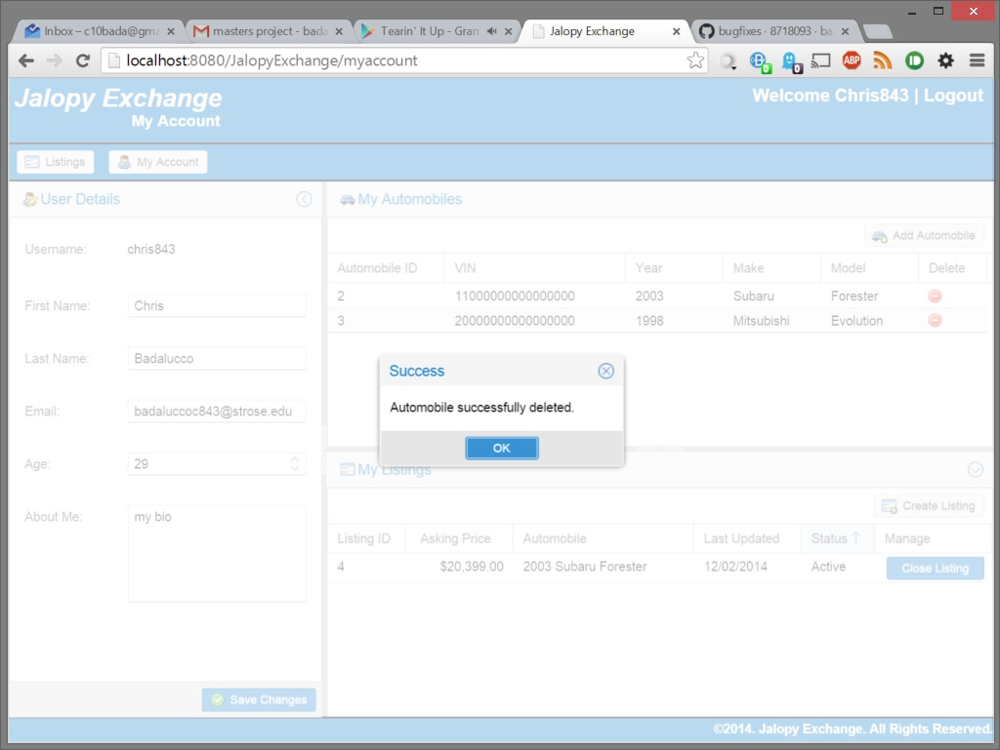 Inbox – c10bada@gma
masters project - bada
Tearin' It Up - Gran
Jalopy Exchange
bugfixes · 8718093 · ba
localhost:8080/JalopyExchange/myaccount
0
0
ABP
Jalopy Exchange
Welcome Chris843 | Logout
My Account
Listings
My Account
User Details
My Automobiles
Add Automobile
Username: chris843
Automobile ID VIN Year Make Model Delete
2 11000000000000000 2003 Subaru Forester
First Name: Chris
3 20000000000000000 1998 Mitsubishi Evolution
Last Name: Badalucco
Success
Automobile successfully deleted.
OK
Email: badaluccoc843@strose.edu
Age: 29
My Listings
Create Listing
About Me: my bio
Listing ID Asking Price Automobile Last Updated Status Manage
4 $20,399.00 2003 Subaru Forester 12/02/2014 Active Close Listing
Save Changes
©2014. Jalopy Exchange. All Rights Reserved.